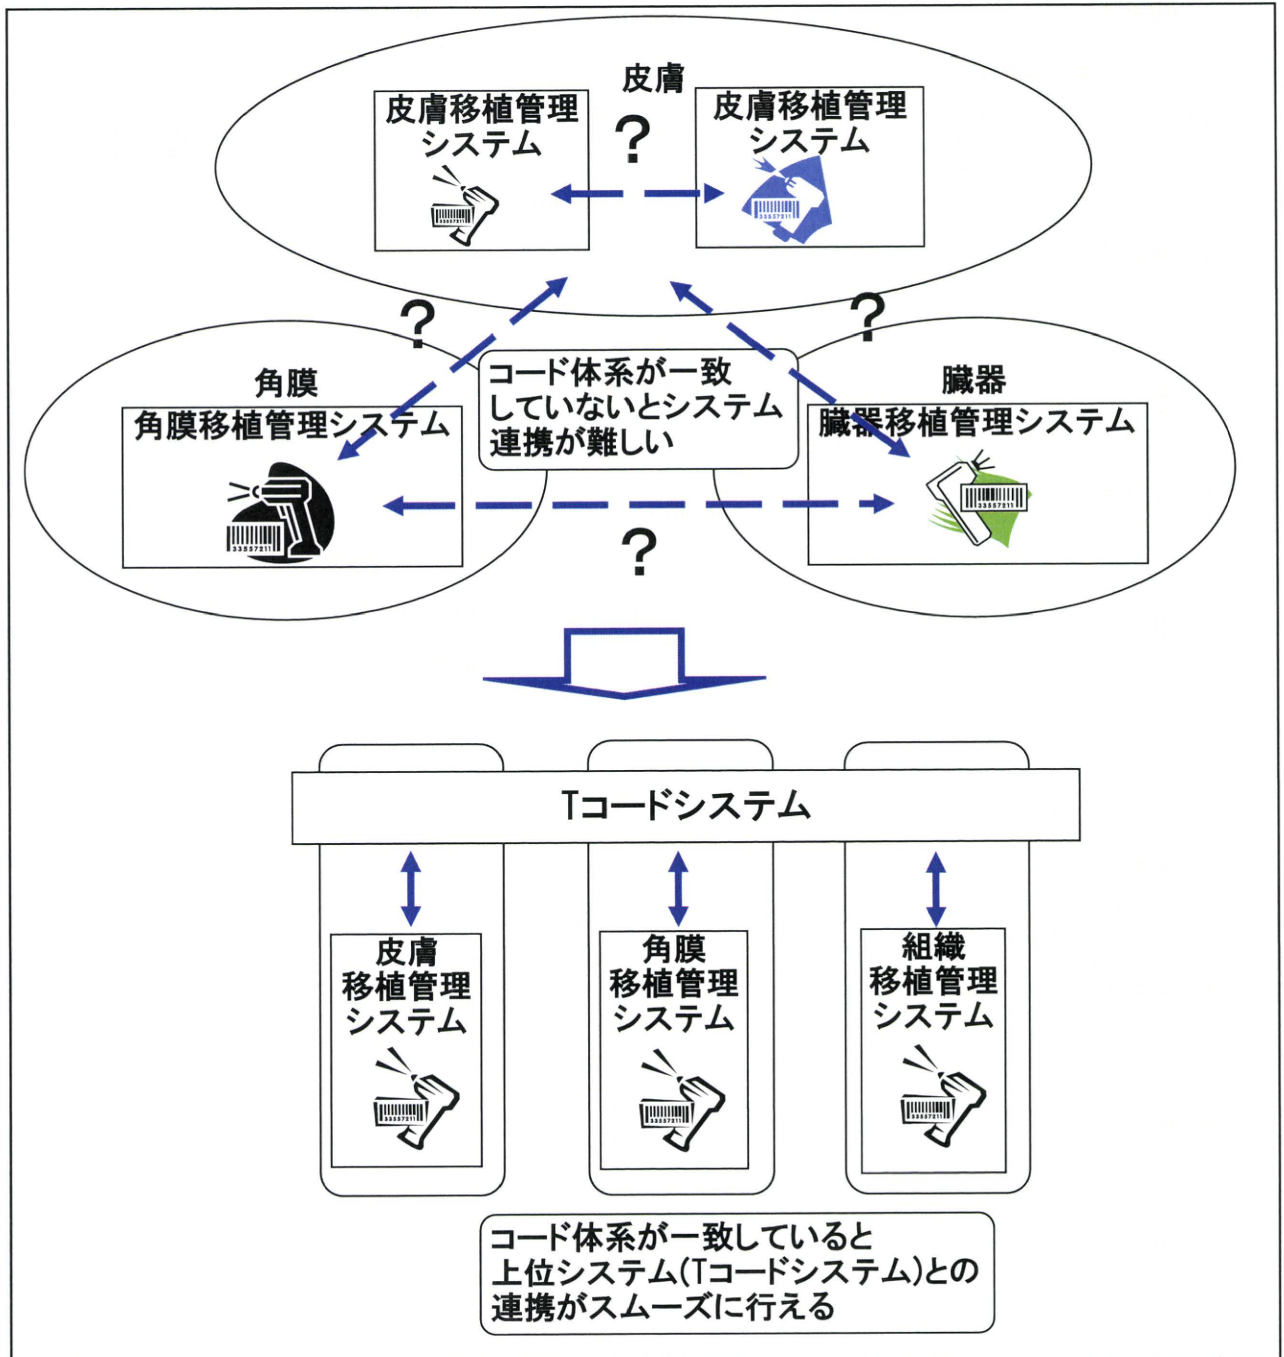 皮膚
皮膚移植管理
システム
?
皮膚移植管理
システム
33557211
33557211
?
?
角膜
角膜移植管理システム
33557211
コード体系が一致
していないとシステム
連携が難しい
臓器
臓器移植管理システム
33557211
?
Tコードシステム
皮膚
移植管理
システム
33557211
角膜
移植管理
システム
33557211
組織
移植管理
システム
33557211
コード体系が一致していると
上位システム(Tコードシステム)との
連携がスムーズに行える